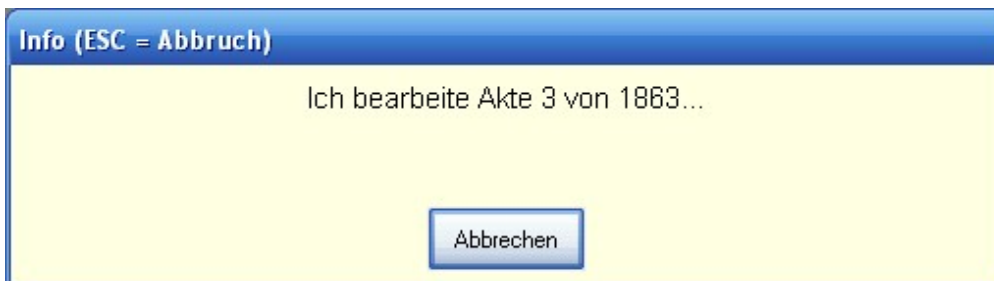 Info (ESC = Abbruch)
Ich bearbeite Akte 3 von 1863...
Abbrechen